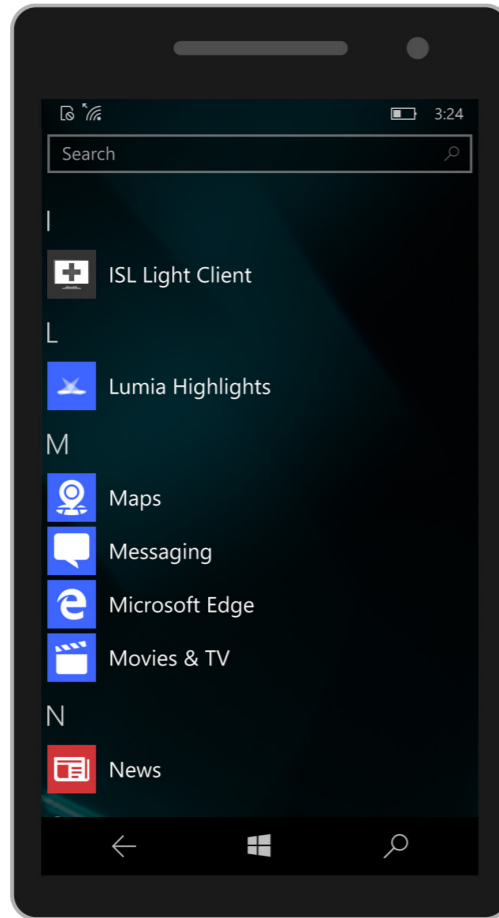 3:24
Search
I
ISL Light Client
L
Lumia Highlights
M
Maps
Messaging
Microsoft Edge
Movies & TV
N
News